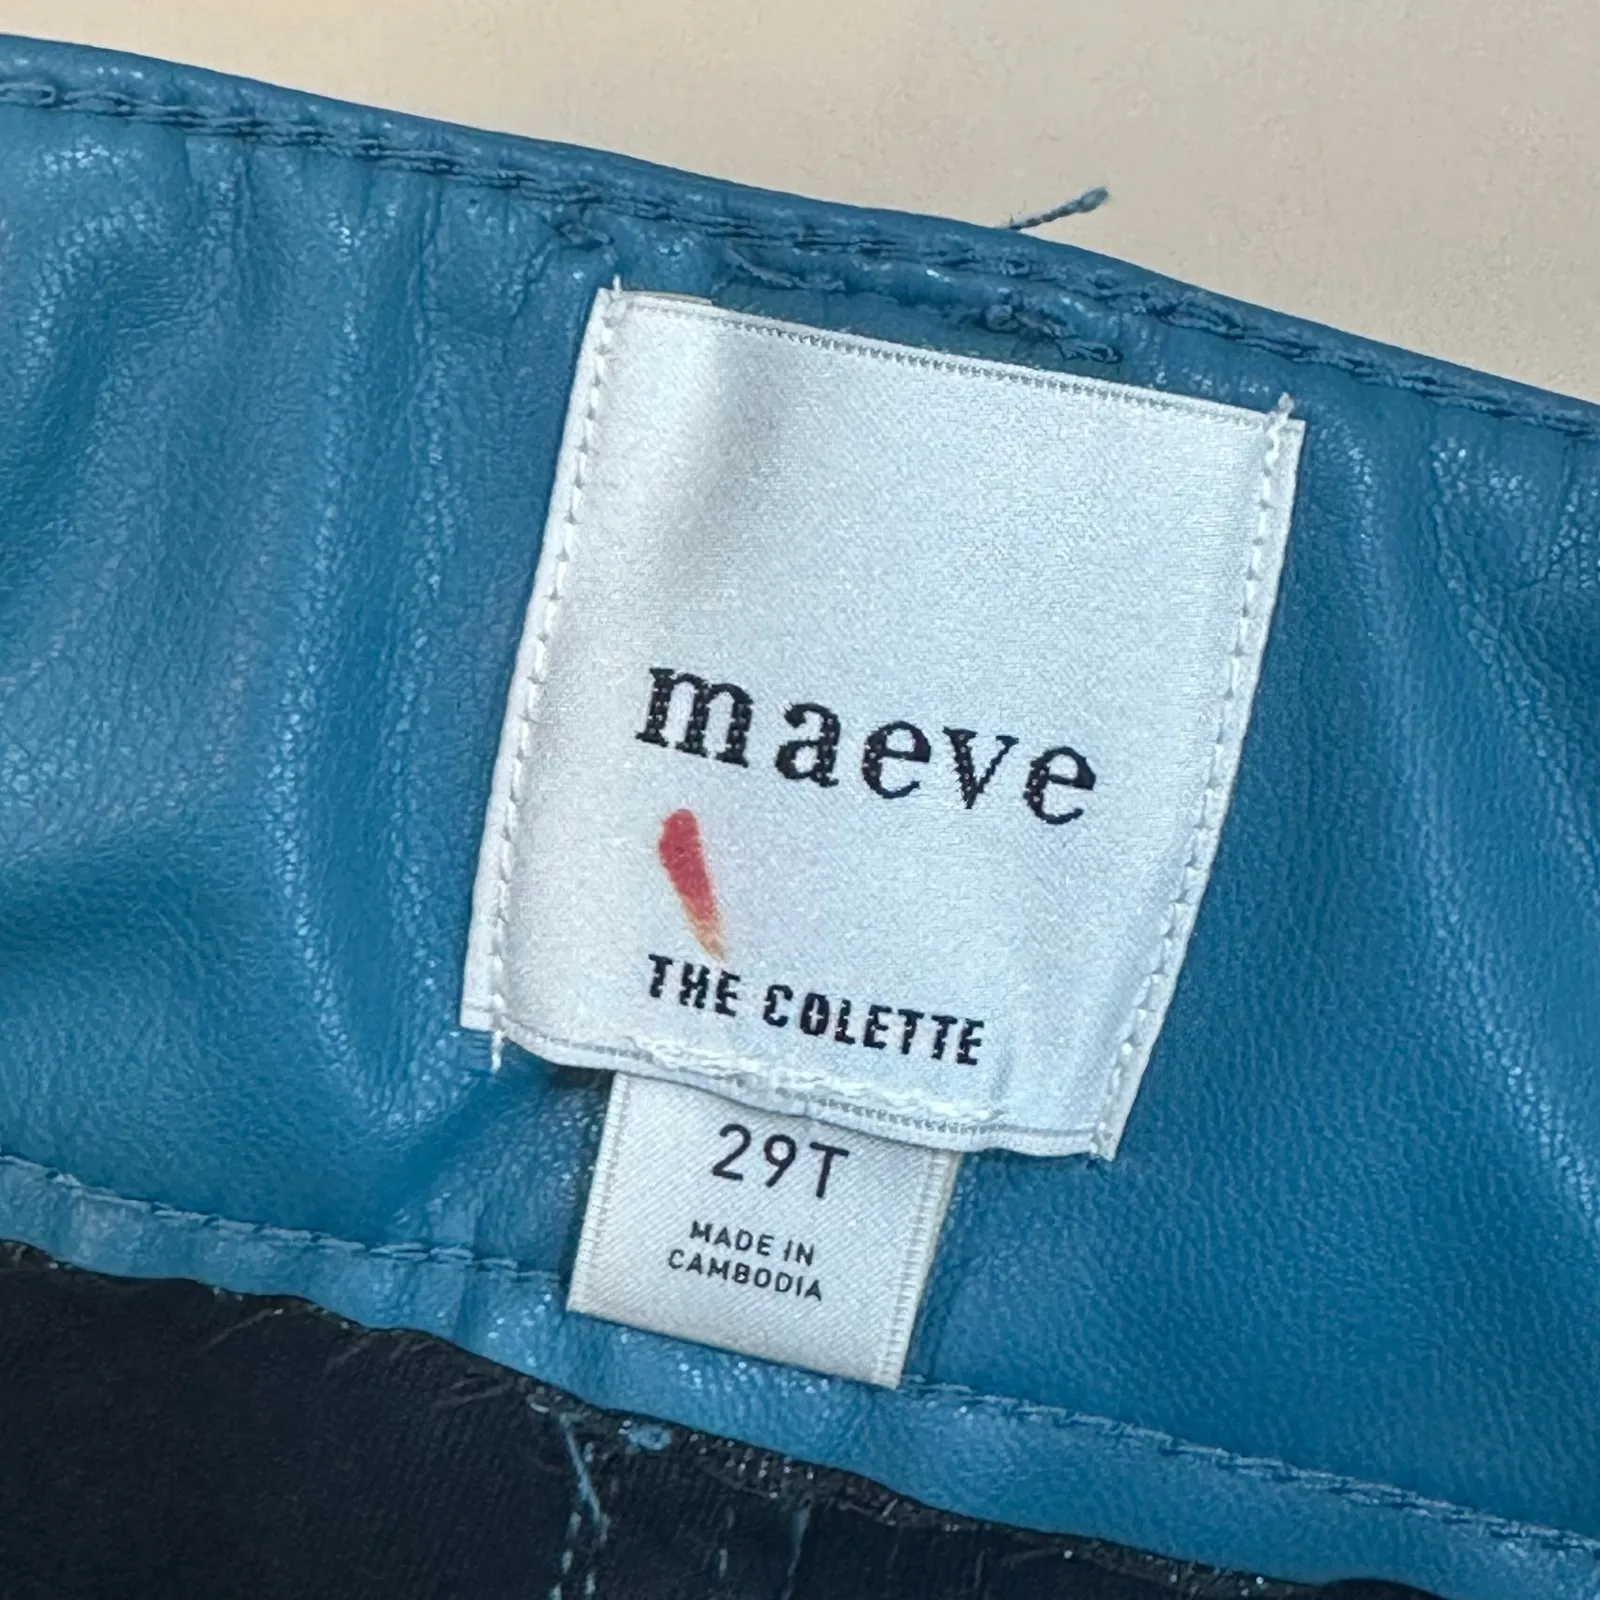 maeve
THE COLETTE
29T
MADE IN
CAMBODIA